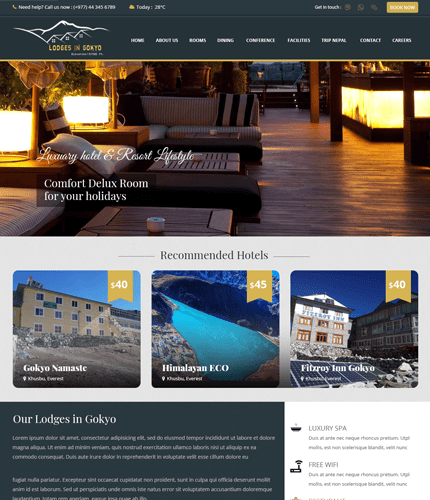 Need help? Call us now : (+977) 44 345 6789
Today : 28°C
Get in touch :
BOOK NOW
LODGES IN GOKYO
HOME ABOUT US ROOMS DINING CONFERENCE FACILITIES TRIP NEPAL CONTACT CAREERS
Luxuary hotel & Resort Lifestyle
Comfort Delux Room
for your holidays
Recommended Hotels
$40
$45
$40
FITZROY INN
Gokyo Namaste
Khusbu, Everest
Himalayan ECO
Khusbu, Everest
Fitzroy Inn Gokyo
Khusbu, Everest
Our Lodges in Gokyo
Lorem ipsum dolor sit amet, consectetur adipisicing elit, sed do eiusmod tempor incididunt ut labore et dolore
magna aliqua. Ut enim ad minim veniam, quis nostrud exercitation ullamco laboris nisi ut aliquip ex ea
commodo consequat. Duis aute irure dolor in reprehenderit in voluptate velit esse cillum dolore eu
fugiat nulla pariatur. Excepteur sint occaecat cupidatat non proident, sunt in culpa qui officia deserunt mollit
anim id est laborum. Sed ut perspiciatis unde omnis iste natus error sit voluptatem accusantium doloremque
laudantium, totam rem aperiam, eaque ipsa quae ab illo
LUXURY SPA
Duis at ante nec neque rhoncus pretium. Utpl
mollis, est non scelerisque blandit, velit nunc
FREE WIFI
Duis at ante nec neque rhoncus pretium. Utpl
mollis, est non scelerisque blandit, velit nunc